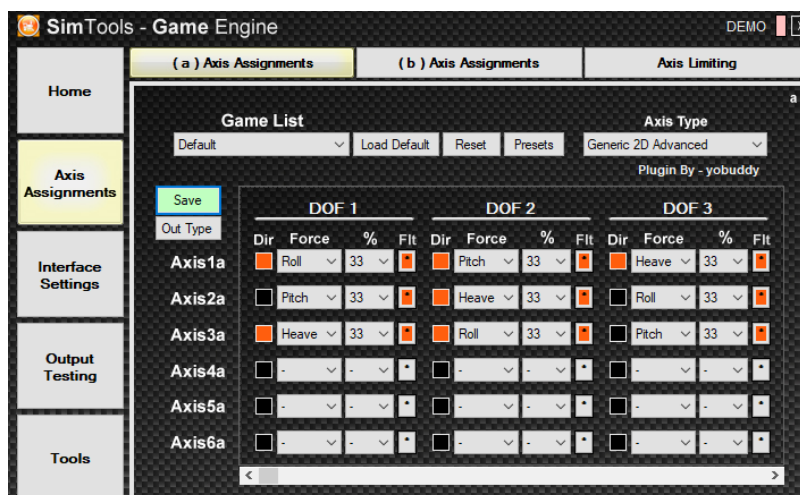 SimTools - Game Engine DEMO
( a ) Axis Assignments ( b ) Axis Assignments Axis Limiting
Home
a
Game List Axis Type
Default Load Default Reset Presets Generic 2D Advanced
Plugin By - yobuddy
Axis
Assignments
Save
Out Type
DOF 1 DOF 2 DOF 3
Dir Force % Flt Dir Force % Flt Dir Force % Flt
Axis1a Roll 33 * Pitch 33 * Heave 33 *
Axis2a Pitch 33 * Heave 33 * Roll 33 *
Axis3a Heave 33 * Roll 33 * Pitch 33 *
Axis4a - - * - - * - - *
Axis5a - - * - - * - - *
Axis6a - - * - - * - - *
Interface
Settings
Output
Testing
Tools